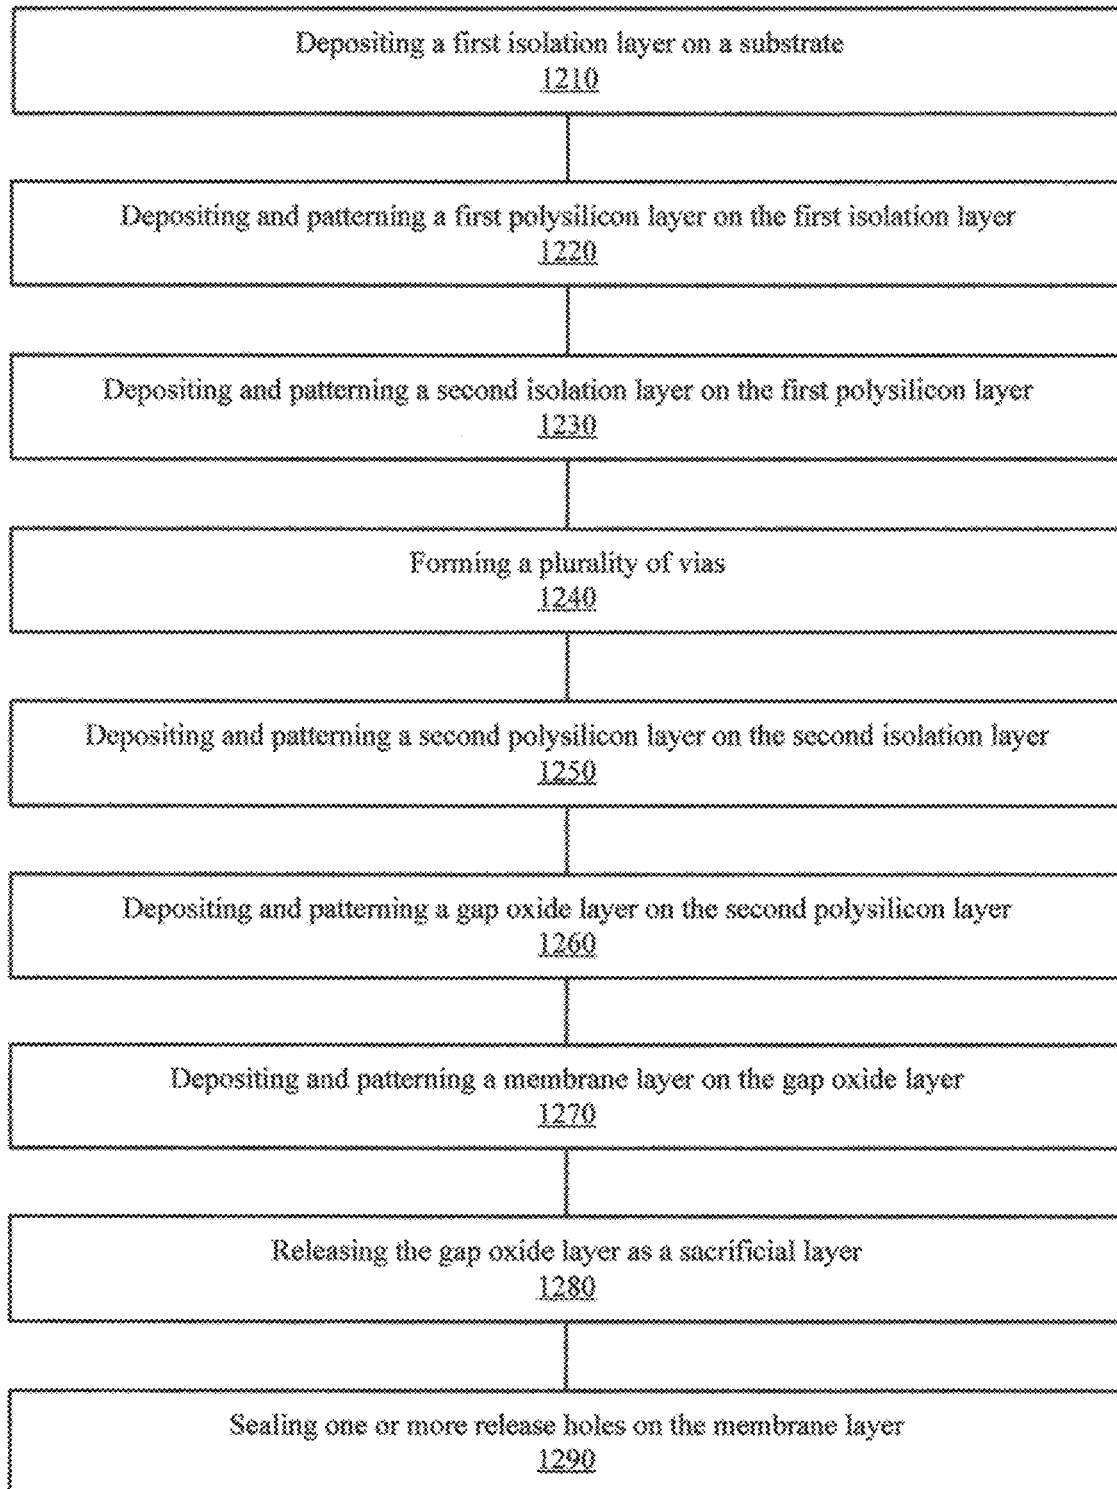 Depositing a first isolation layer on a substrate
1210
Depositing and patterning a first polysilicon layer on the first isolation layer
1220
Depositing and patterning a second isolation layer on the first polysilicon layer
1230
Forming a plurality of vias
1240
Depositing and patterning a second polysilicon layer on the second isolation layer
1250
Depositing and patterning a gap oxide layer on the second polysilicon layer
1260
Depositing and patterning a membrane layer on the gap oxide layer
1270
Releasing the gap oxide layer as a sacrificial layer
1280
Sealing one or more release holes on the membrane layer
1290